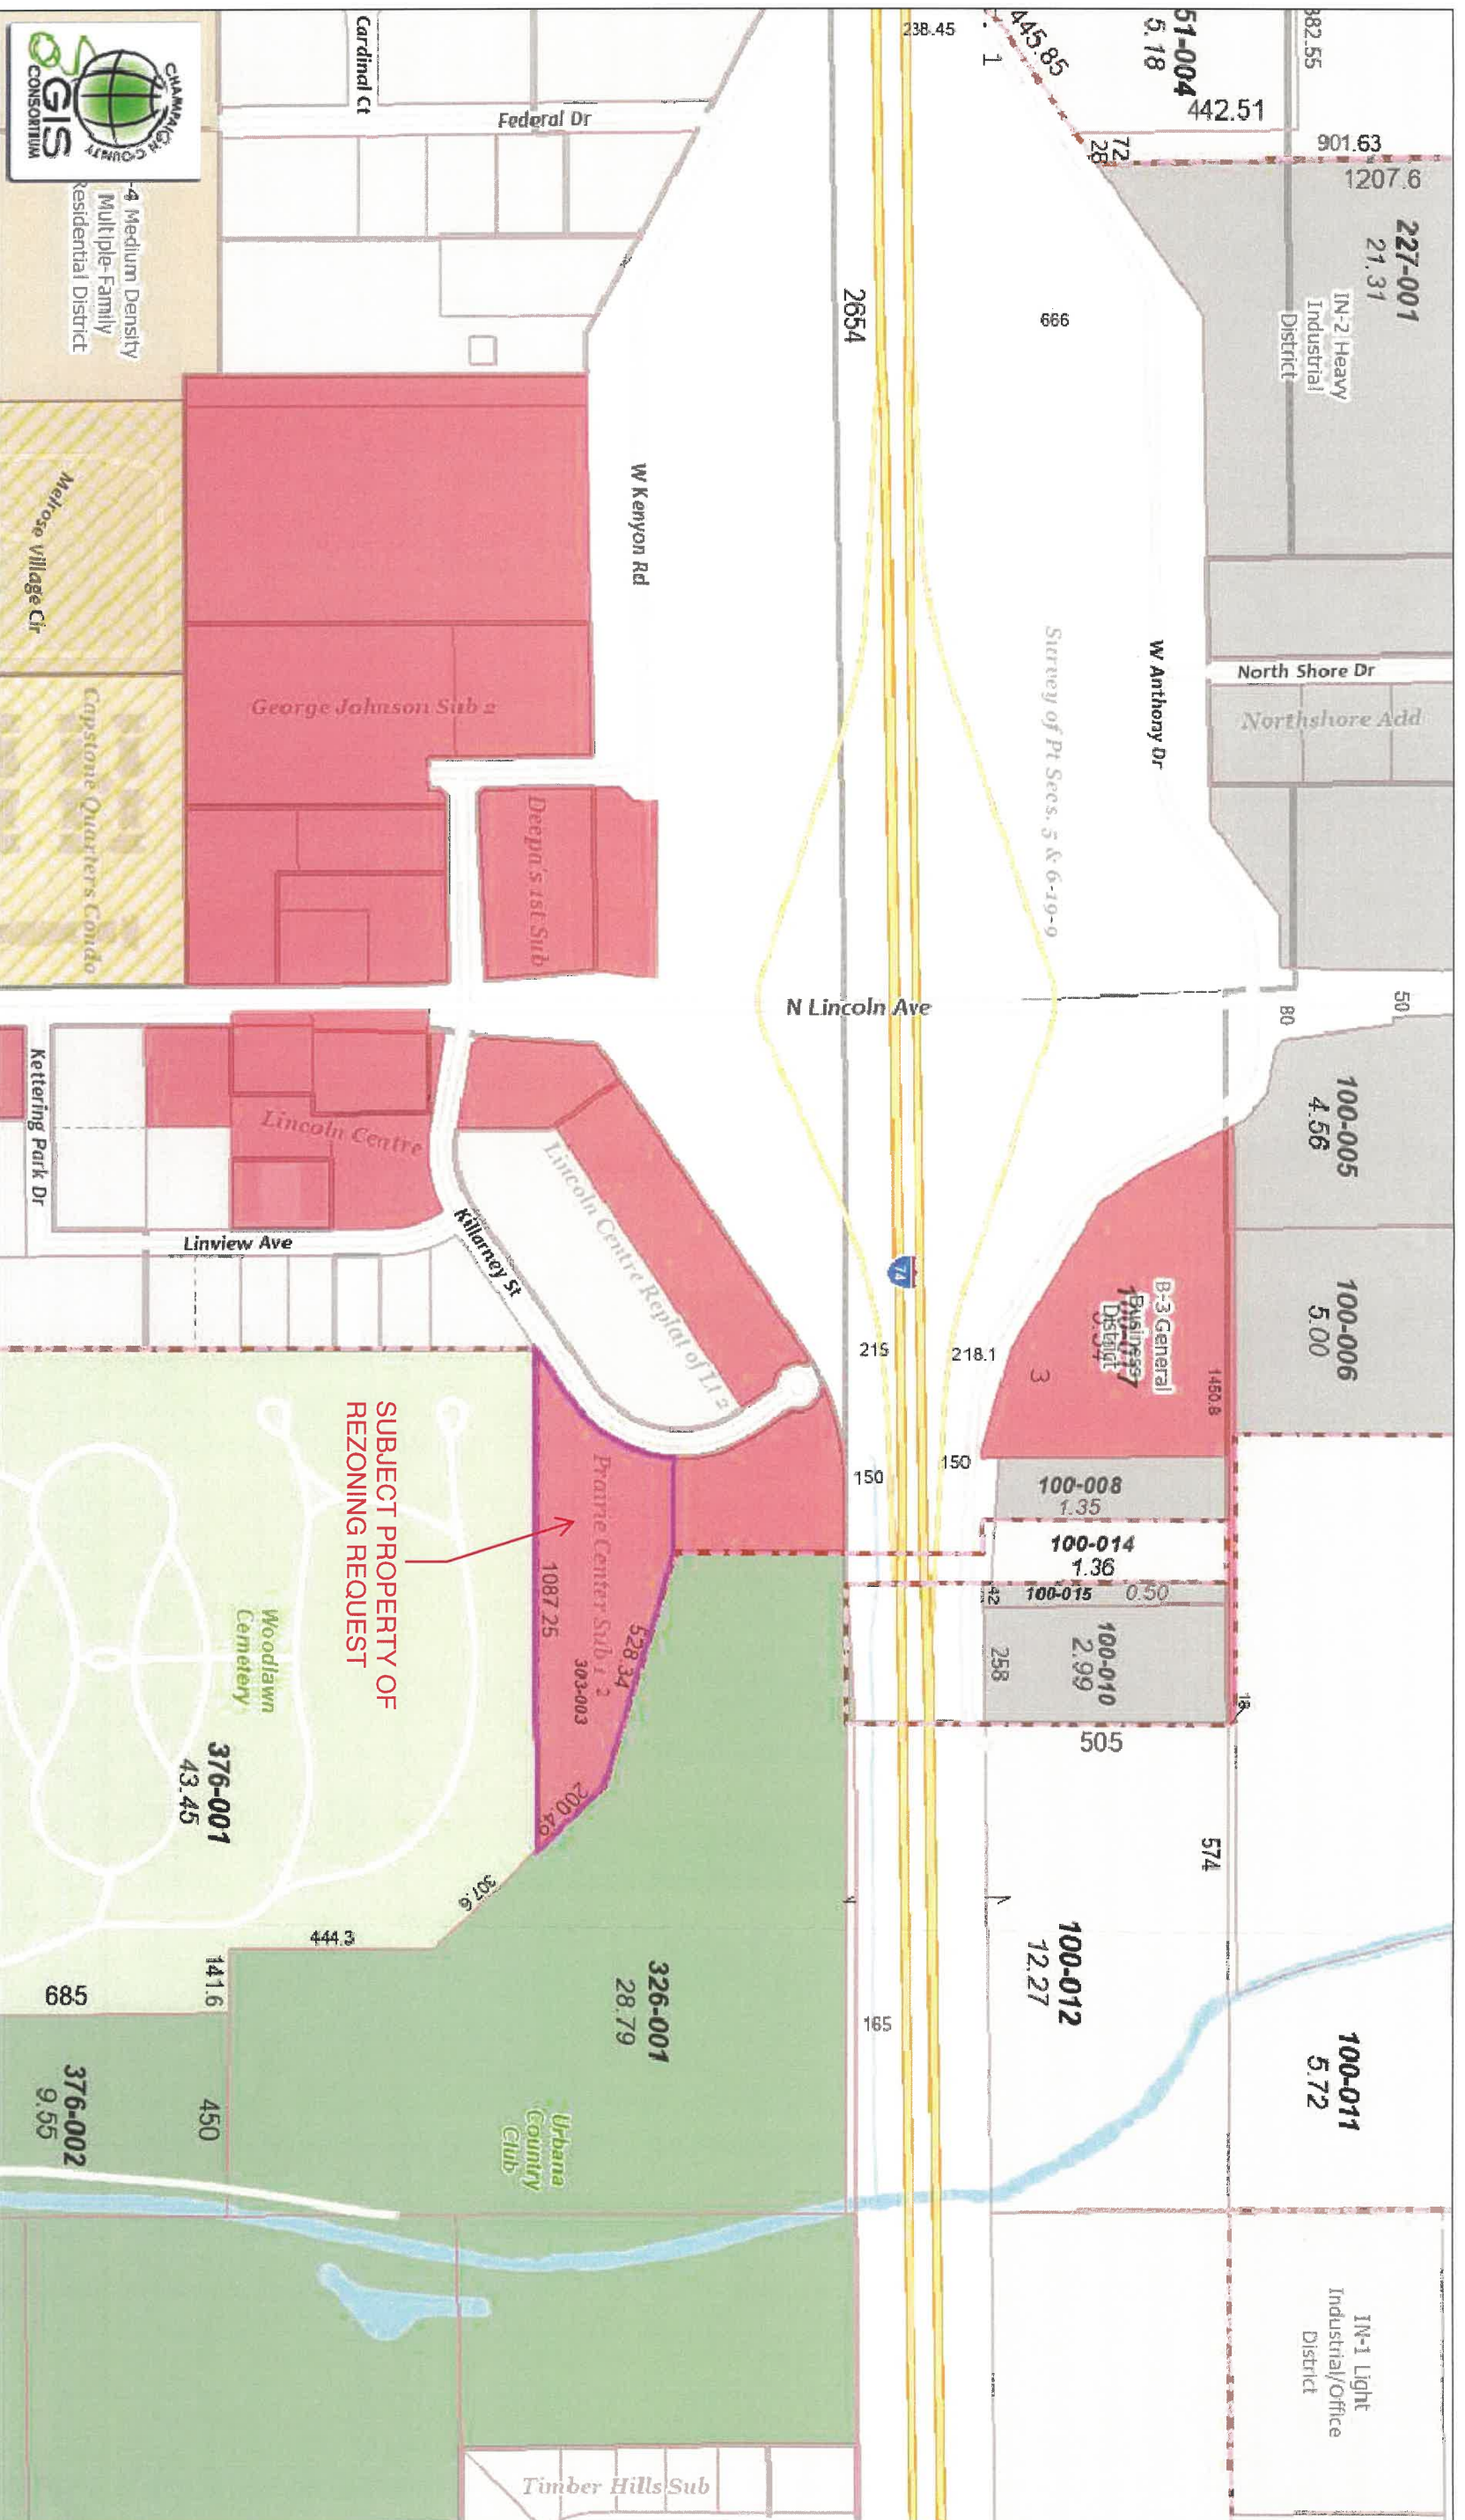 382.55
51-004
5.18
442.51
445.85
1
238.45
72
28
901.63
1207.6
227-001
21.31
IN-2 Heavy
Industrial
District
666
2654
Cardinal Ct
Federal Dr
CHAMPAIGN COUNTY
GIS
CONSORTIUM
-4 Medium Density
Multiple-Family
Residential District
Melrose Village Cir
Capstone Quarters Condo
W Kenyon Rd
George Johnson Sub 2
Deepa's 1st Sub
Survey of Pt Secs. 5 & 6-19-9
W Anthony Dr
North Shore Dr
Northshore Add
N Lincoln Ave
50
80
100-005
4.56
100-006
5.00
B-3 General
Business
District
1450.8
3
74
215
218.1
150
150
Kettering Park Dr
Lincoln Centre
Linview Ave
Killarney St
Lincoln Centre Replat of Lt 2
100-008
1.35
100-014
1.36
100-015
0.50
42
100-010
2.99
258
18
505
574
SUBJECT PROPERTY OF
REZONING REQUEST
Prairie Center Sub 1 2
1087.25
528.34
303-003
200.49
Woodlawn
Cemetery
376-001
43.45
307.6
444.3
141.6
685
450
376-002
9.55
326-001
28.79
Urbana
Country
Club
165
100-012
12.27
100-011
5.72
IN-1 Light
Industrial/Office
District
Timber Hills Sub